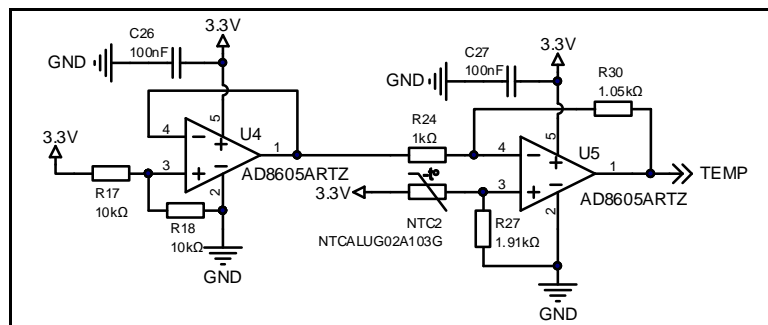 C26
100nF
3.3V
GND
C27
100nF
3.3V
GND
R30
1.05kΩ
4
5
U4
1
3
2
AD8605ARTZ
3.3V
R17
10kΩ
R18
10kΩ
GND
R24
1kΩ
4
5
U5
1
3
2
AD8605ARTZ
TEMP
3.3V
-t°
NTC2
NTCALUG02A103G
R27
1.91kΩ
GND